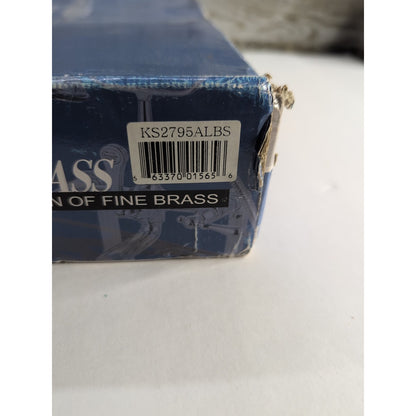 KS2795ALBS
6 63370 01565 6
ASS
N OF FINE BRASS